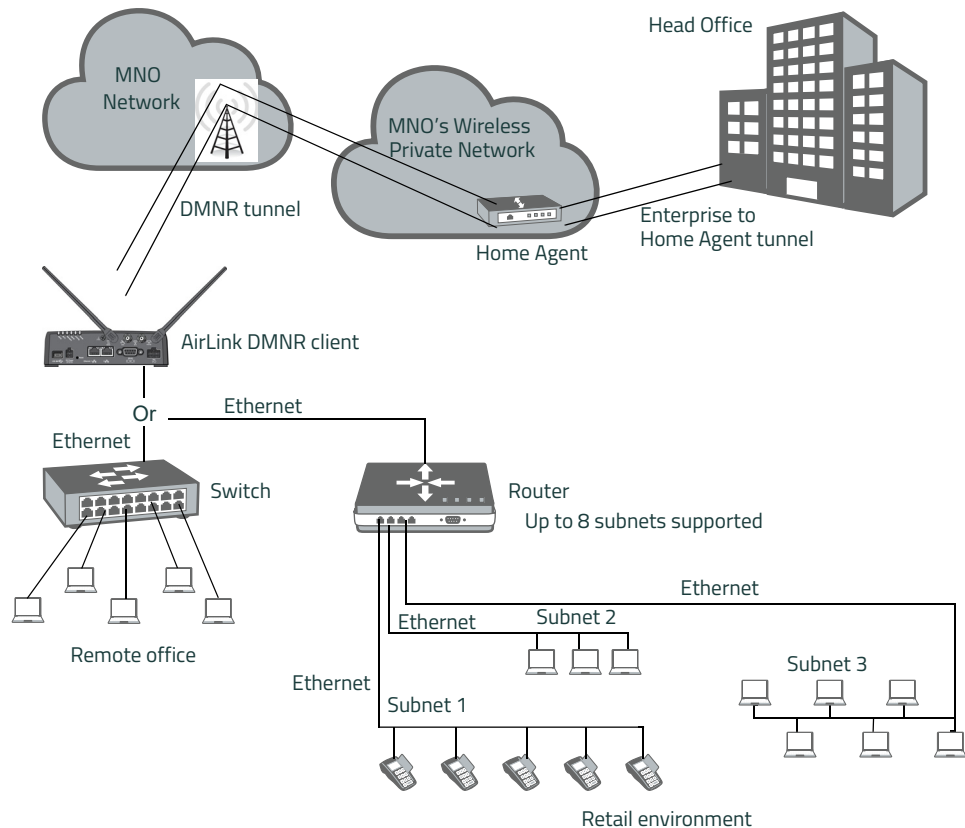 Head Office
MNO
Network
MNO's Wireless
Private Network
DMNR tunnel
Enterprise to
Home Agent tunnel
Home Agent
AirLink DMNR client
Or
Ethernet
Ethernet
Switch
Router
Up to 8 subnets supported
Ethernet
Ethernet
Subnet 2
Remote office
Subnet 3
Ethernet
Subnet 1
Retail environment